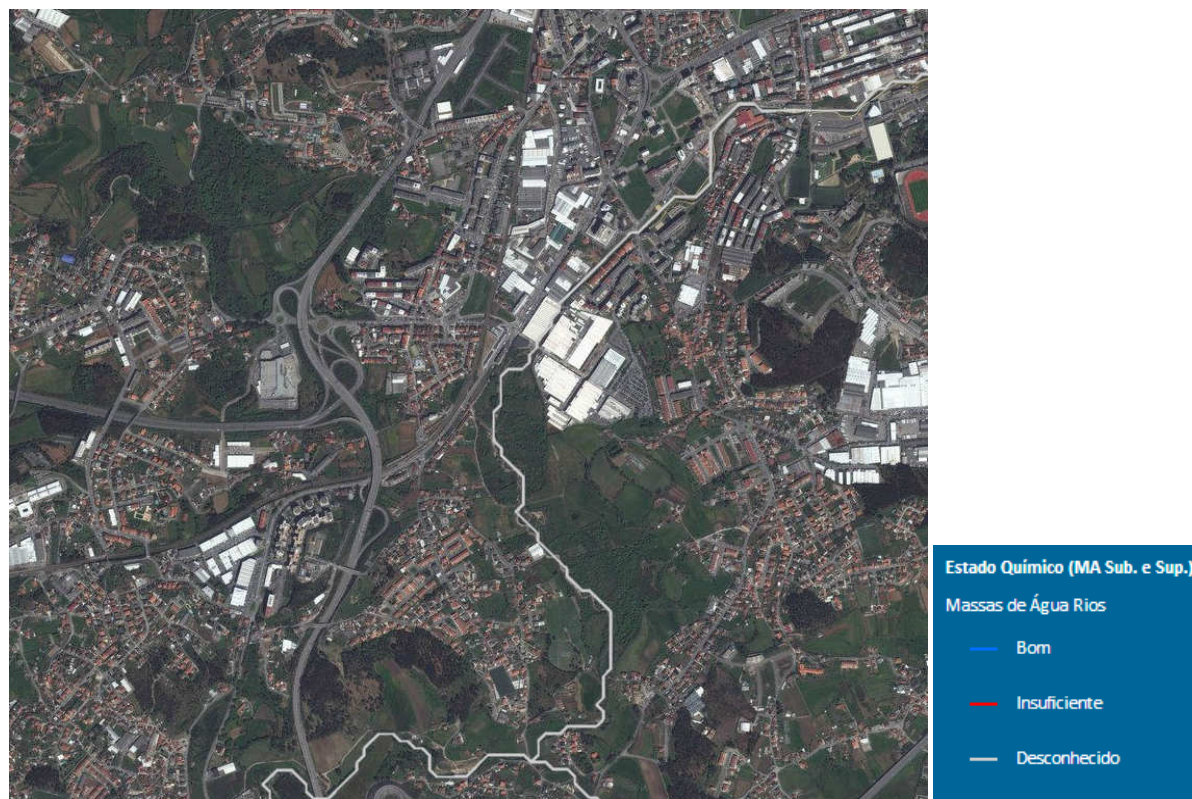 Estado Químico (MA Sub. e Sup.)
Massas de Água Rios
Bom
Insuficiente
Desconhecido